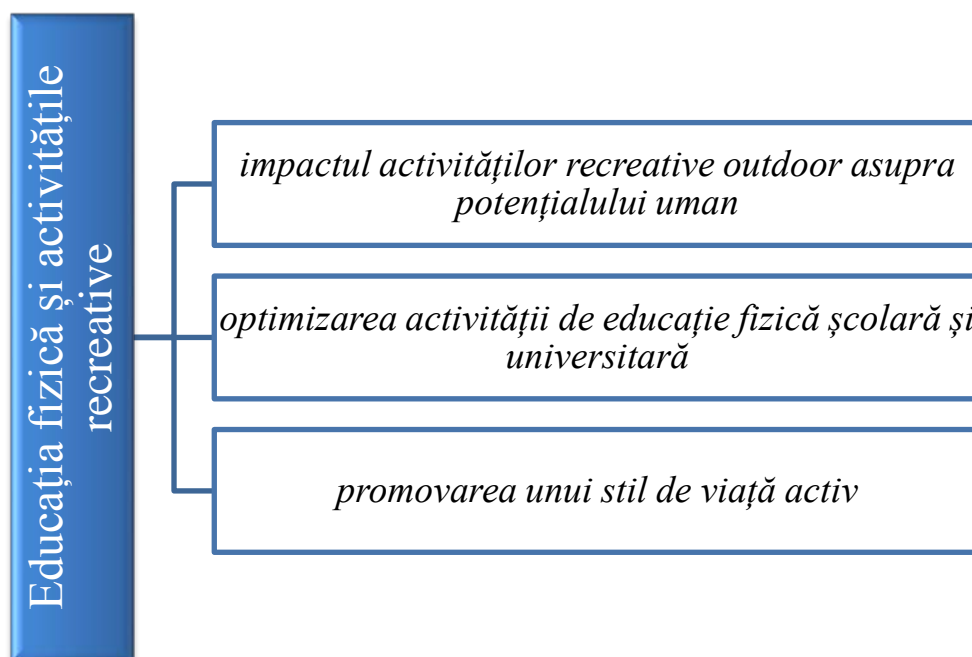 Educația fizică și activitățile
recreative
impactul activităților recreative outdoor asupra
potențialului uman
optimizarea activității de educație fizică școlară și
universitară
promovarea unui stil de viață activ